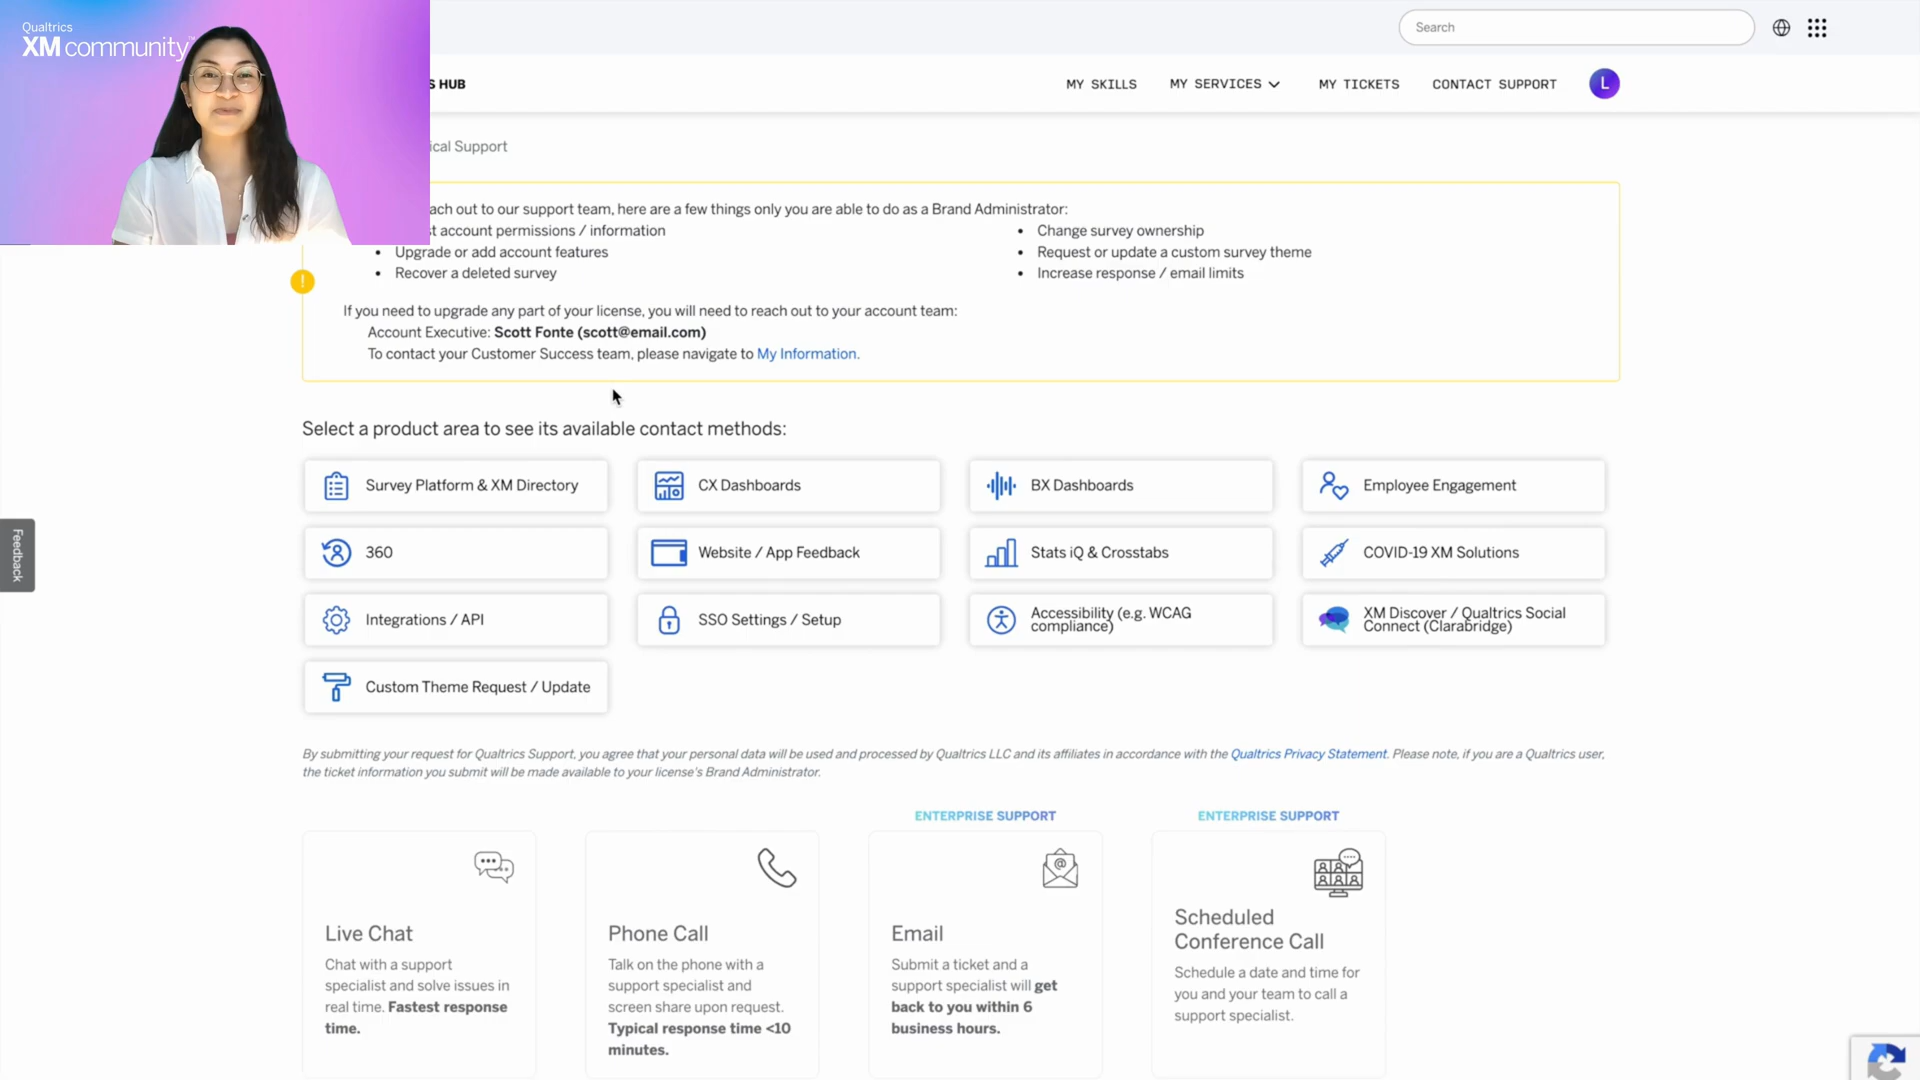 Qualtrics
XM community
Search
S HUB
MY SKILLS
MY SERVICES
MY TICKETS
CONTACT SUPPORT
L
ical Support
ach out to our support team, here are a few things only you are able to do as a Brand Administrator:
t account permissions / information
• Upgrade or add account features
• Recover a deleted survey
• Change survey ownership
• Request or update a custom survey theme
• Increase response / email limits
If you need to upgrade any part of your license, you will need to reach out to your account team:
Account Executive: Scott Fonte (scott@email.com)
To contact your Customer Success team, please navigate to My Information.
Feedback
Select a product area to see its available contact methods:
Survey Platform & XM Directory
CX Dashboards
BX Dashboards
Employee Engagement
360
Website / App Feedback
Stats iQ & Crosstabs
COVID-19 XM Solutions
Integrations / API
SSO Settings / Setup
Accessibility (e.g. WCAG
compliance)
XM Discover / Qualtrics Social
Connect (Clarabridge)
Custom Theme Request / Update
By submitting your request for Qualtrics Support, you agree that your personal data will be used and processed by Qualtrics LLC and its affiliates in accordance with the Qualtrics Privacy Statement. Please note, if you are a Qualtrics user,
the ticket information you submit will be made available to your license's Brand Administrator.
Live Chat
Chat with a support
specialist and solve issues in
real time. Fastest response
time.
Phone Call
Talk on the phone with a
support specialist and
screen share upon request.
Typical response time <10
minutes.
ENTERPRISE SUPPORT
Email
Submit a ticket and a
support specialist will get
back to you within 6
business hours.
ENTERPRISE SUPPORT
Scheduled
Conference Call
Schedule a date and time for
you and your team to call a
support specialist.